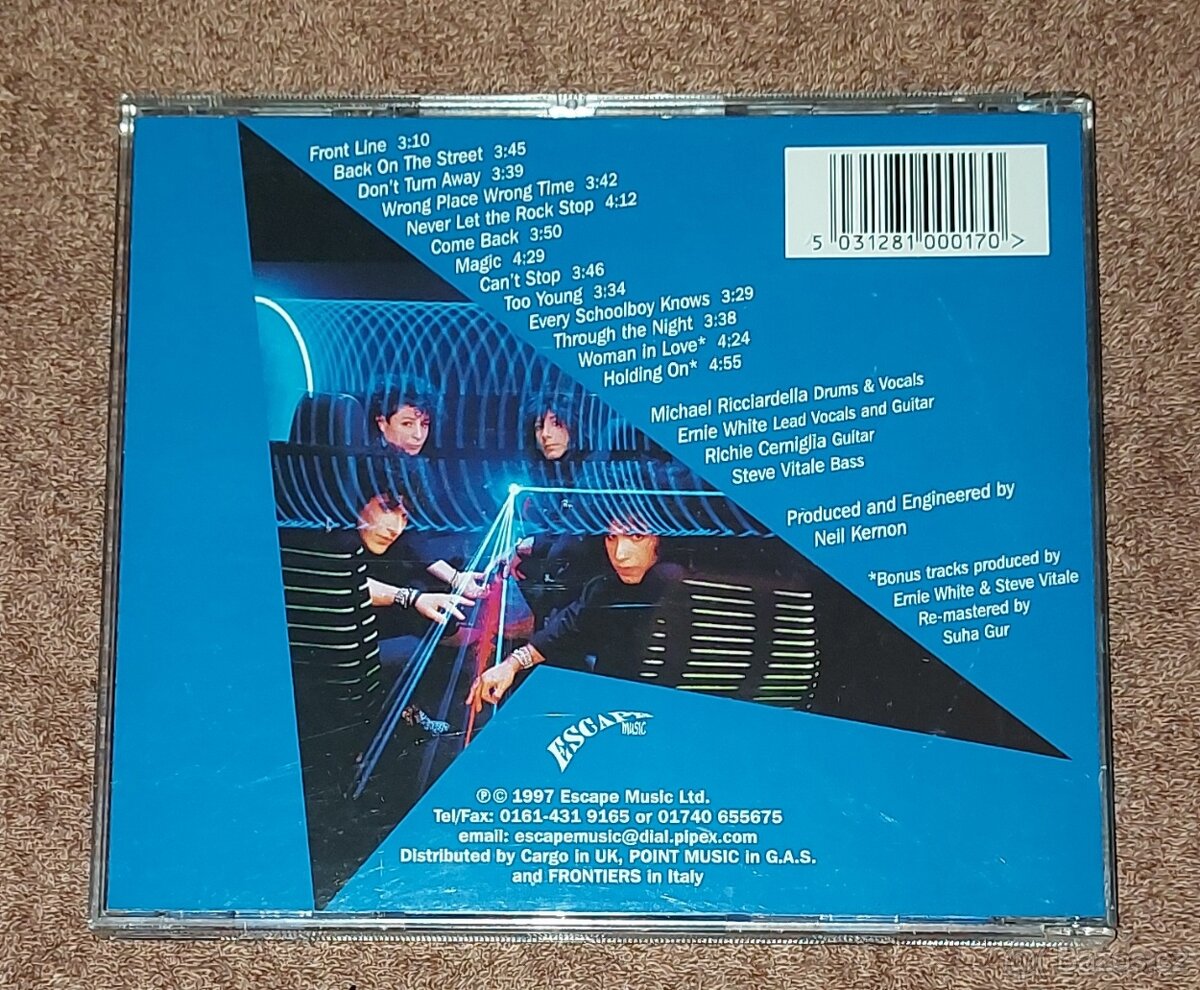 Front Line 3:10
Back On The Street 3:45
Don't Turn Away 3:39
Wrong Place Wrong Time 3:42
Never Let the Rock Stop 4:12
Come Back 3:50
Magic 4:29
Can't Stop 3:46
Too Young 3:34
Every Schoolboy Knows 3:29
Through the Night 3:38
Woman in Love* 4:24
Holding On* 4:55
5 031281 000170 >
Michael Ricciardella Drums & Vocals
Ernie White Lead Vocals and Guitar
Richie Cerniglia Guitar
Steve Vitale Bass
Produced and Engineered by
Neil Kernon
*Bonus tracks produced by
Ernie White & Steve Vitale
Re-mastered by
Suha Gur
ESCAPE
music
℗© 1997 Escape Music Ltd.
Tel/Fax: 0161-431 9165 or 01740 655675
email: escapemusic@dial.pipex.com
Distributed by Cargo in UK, POINT MUSIC in G.A.S.
and FRONTIERS in Italy